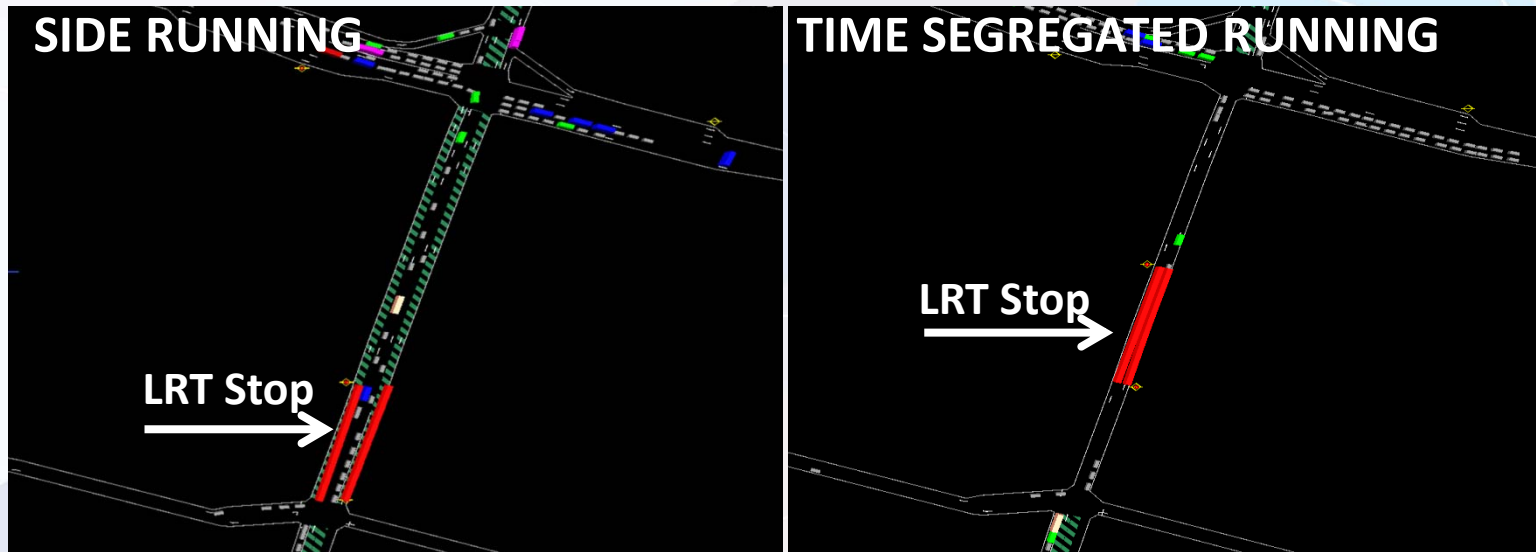 SIDE RUNNING
LRT Stop
TIME SEGREGATED RUNNING
LRT Stop